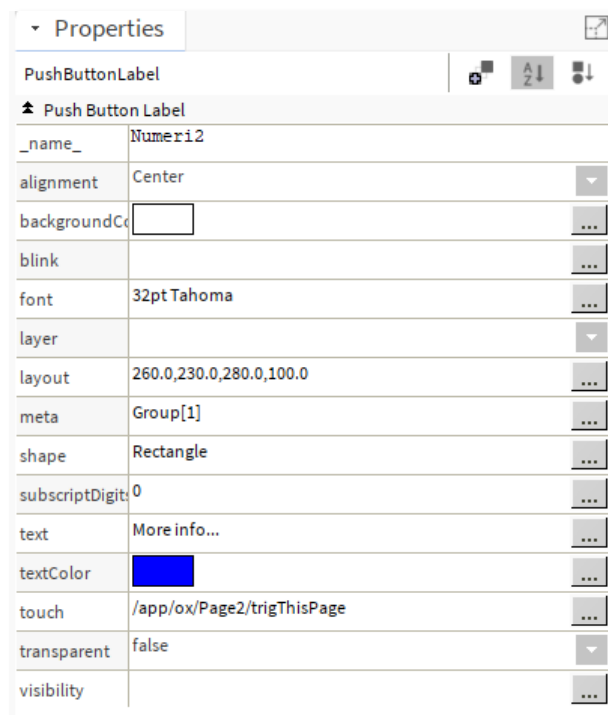 Properties
PushButtonLabel
Push Button Label
_name_ Numeri2
alignment Center
backgroundCo
blink ...
font 32pt Tahoma ...
layer
layout 260.0,230.0,280.0,100.0 ...
meta Group[1] ...
shape Rectangle ...
subscriptDigits 0 ...
text More info... ...
textColor ...
touch /app/ox/Page2/trigThisPage ...
transparent false
visibility ...